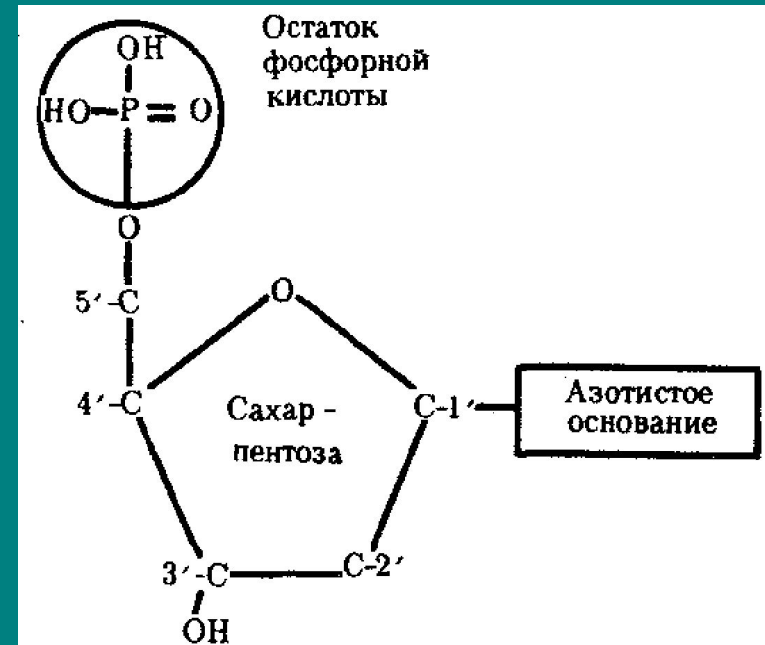 Остаток
фосфорной
кислоты
OH
HO-P=O
O
5′-C
O
4′-C
Сахар -
пентоза
C-1′
Азотистое
основание
3′-C
C-2′
OH